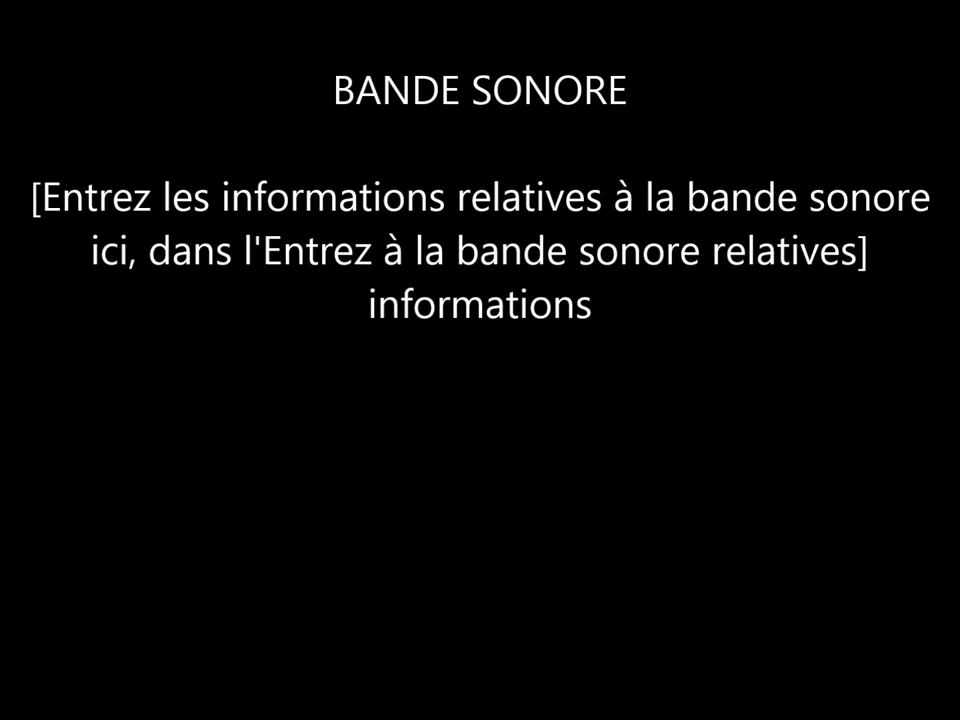 BANDE SONORE
[Entrez les informations relatives à la bande sonore
ici, dans l'Entrez à la bande sonore relatives]
informations